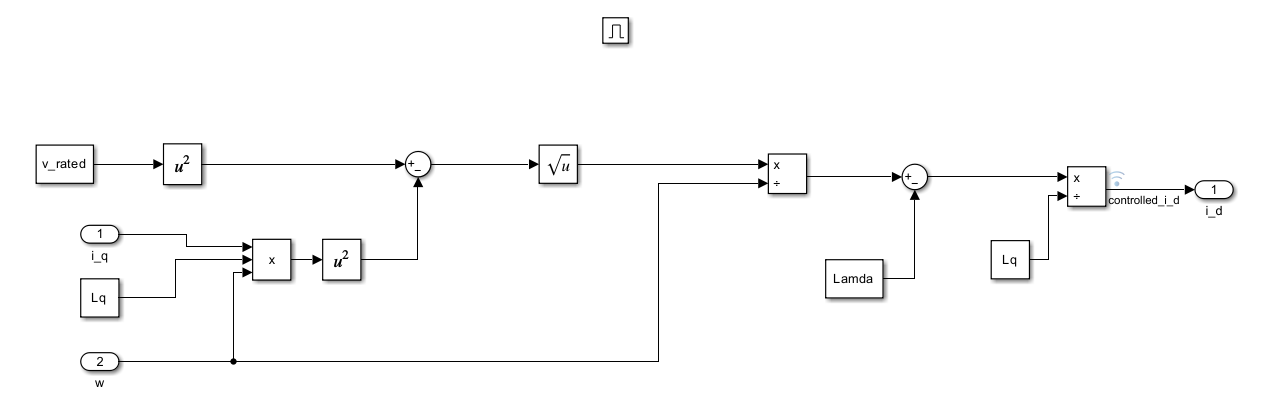 v_rated
u²
+
−
√u
x
÷
+
−
x
÷
controlled_i_d
1
i_d
1
i_q
Lq
x
u²
Lamda
Lq
2
w